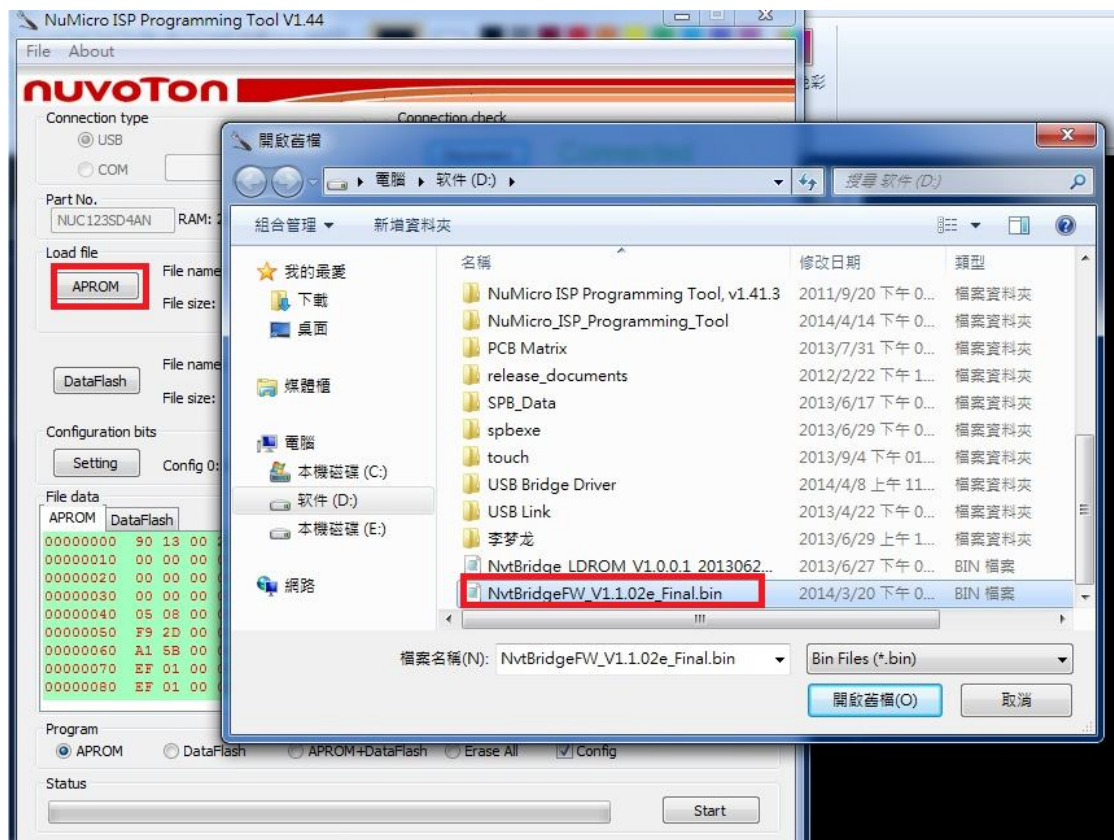 NuMicro ISP Programming Tool V1.44
File About
nuvoTon
Connection type
Connection check
USB
COM
Part No.
NUC123SD4AN RAM: 2
Load file
APROM
File name
File size:
DataFlash
File name
File size:
Configuration bits
Setting Config 0:
File data
APROM DataFlash
00000000 90 13 00
00000010 00 00 00
00000020 00 00 00
00000030 00 00 00
00000040 05 08 00
00000050 F9 2D 00
00000060 A1 5B 00
00000070 EF 01 00
00000080 EF 01 00
Program
APROM DataFlash APROM+DataFlash Erase All Config
Status
Start
開啟舊檔
電腦 软件 (D:) 搜尋 软件 (D:)
組合管理 新增資料夾
我的最愛
下載
桌面
媒體櫃
電腦
本機磁碟 (C:)
软件 (D:)
本機磁碟 (E:)
網路
名稱 修改日期 類型
NuMicro ISP Programming Tool, v1.41.3 2011/9/20 下午 0... 檔案資料夾
NuMicro_ISP_Programming_Tool 2014/4/14 下午 0... 檔案資料夾
PCB Matrix 2013/7/31 下午 0... 檔案資料夾
release_documents 2012/2/22 下午 1... 檔案資料夾
SPB_Data 2013/6/17 下午 0... 檔案資料夾
spbexe 2013/6/29 下午 0... 檔案資料夾
touch 2013/9/4 下午 01... 檔案資料夾
USB Bridge Driver 2014/4/8 上午 11... 檔案資料夾
USB Link 2013/4/22 下午 0... 檔案資料夾
李梦龙 2013/6/29 上午 1... 檔案資料夾
NvtBridge_LDROM_V1.0.0.1_2013062... 2013/6/27 下午 0... BIN 檔案
NvtBridgeFW_V1.1.02e_Final.bin 2014/3/20 下午 0... BIN 檔案
檔案名稱(N): NvtBridgeFW_V1.1.02e_Final.bin Bin Files (*.bin)
開啟舊檔(O) 取消